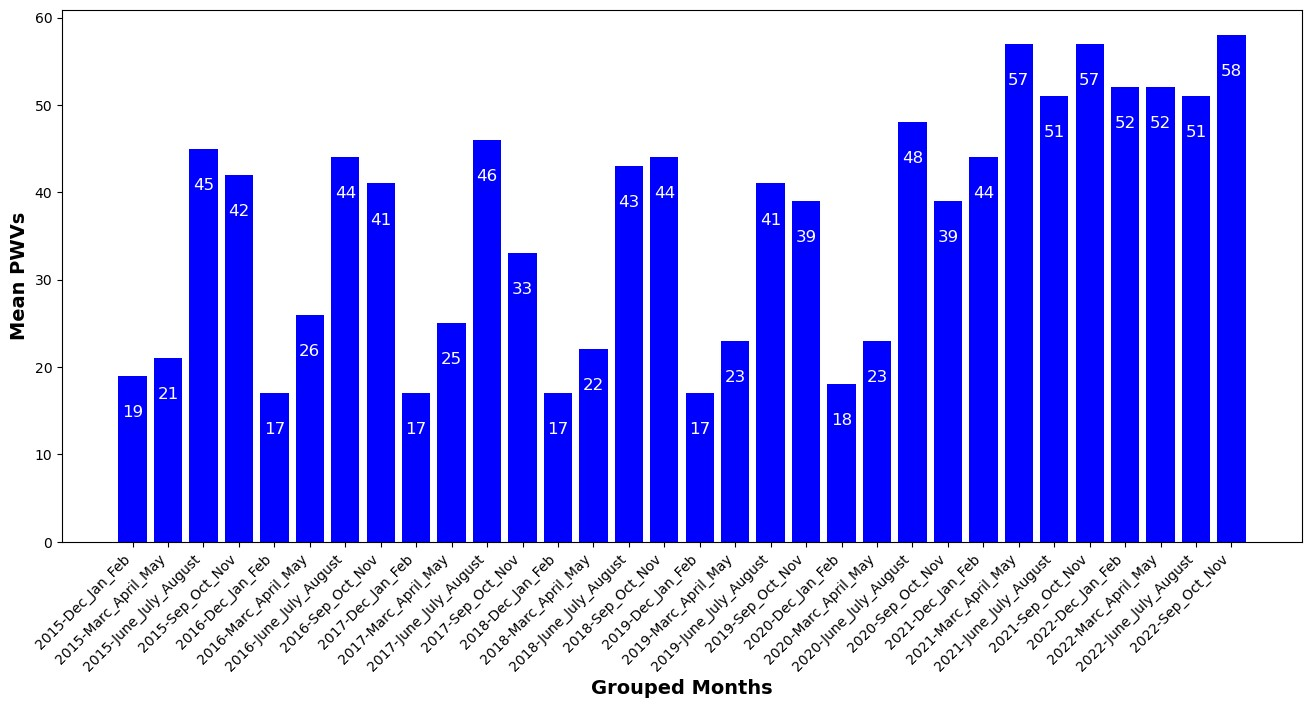 60
50
40
30
20
10
0
Mean PWVs
19
21
45
42
17
26
44
41
17
25
46
33
17
22
43
44
17
23
41
39
18
23
48
39
44
57
51
57
52
52
51
58
2015-Dec_Jan_Feb
2015-Marc_April_May
2015-June_July_August
2015-Sep_Oct_Nov
2016-Dec_Jan_Feb
2016-Marc_April_May
2016-June_July_August
2016-Sep_Oct_Nov
2017-Dec_Jan_Feb
2017-Marc_April_May
2017-June_July_August
2017-Sep_Oct_Nov
2018-Dec_Jan_Feb
2018-Marc_April_May
2018-June_July_August
2018-Sep_Oct_Nov
2019-Dec_Jan_Feb
2019-Marc_April_May
2019-June_July_August
2019-Sep_Oct_Nov
2020-Dec_Jan_Feb
2020-Marc_April_May
2020-June_July_August
2020-Sep_Oct_Nov
2021-Dec_Jan_Feb
2021-Marc_April_May
2021-June_July_August
2021-Sep_Oct_Nov
2022-Dec_Jan_Feb
2022-Marc_April_May
2022-June_July_August
2022-Sep_Oct_Nov
Grouped Months